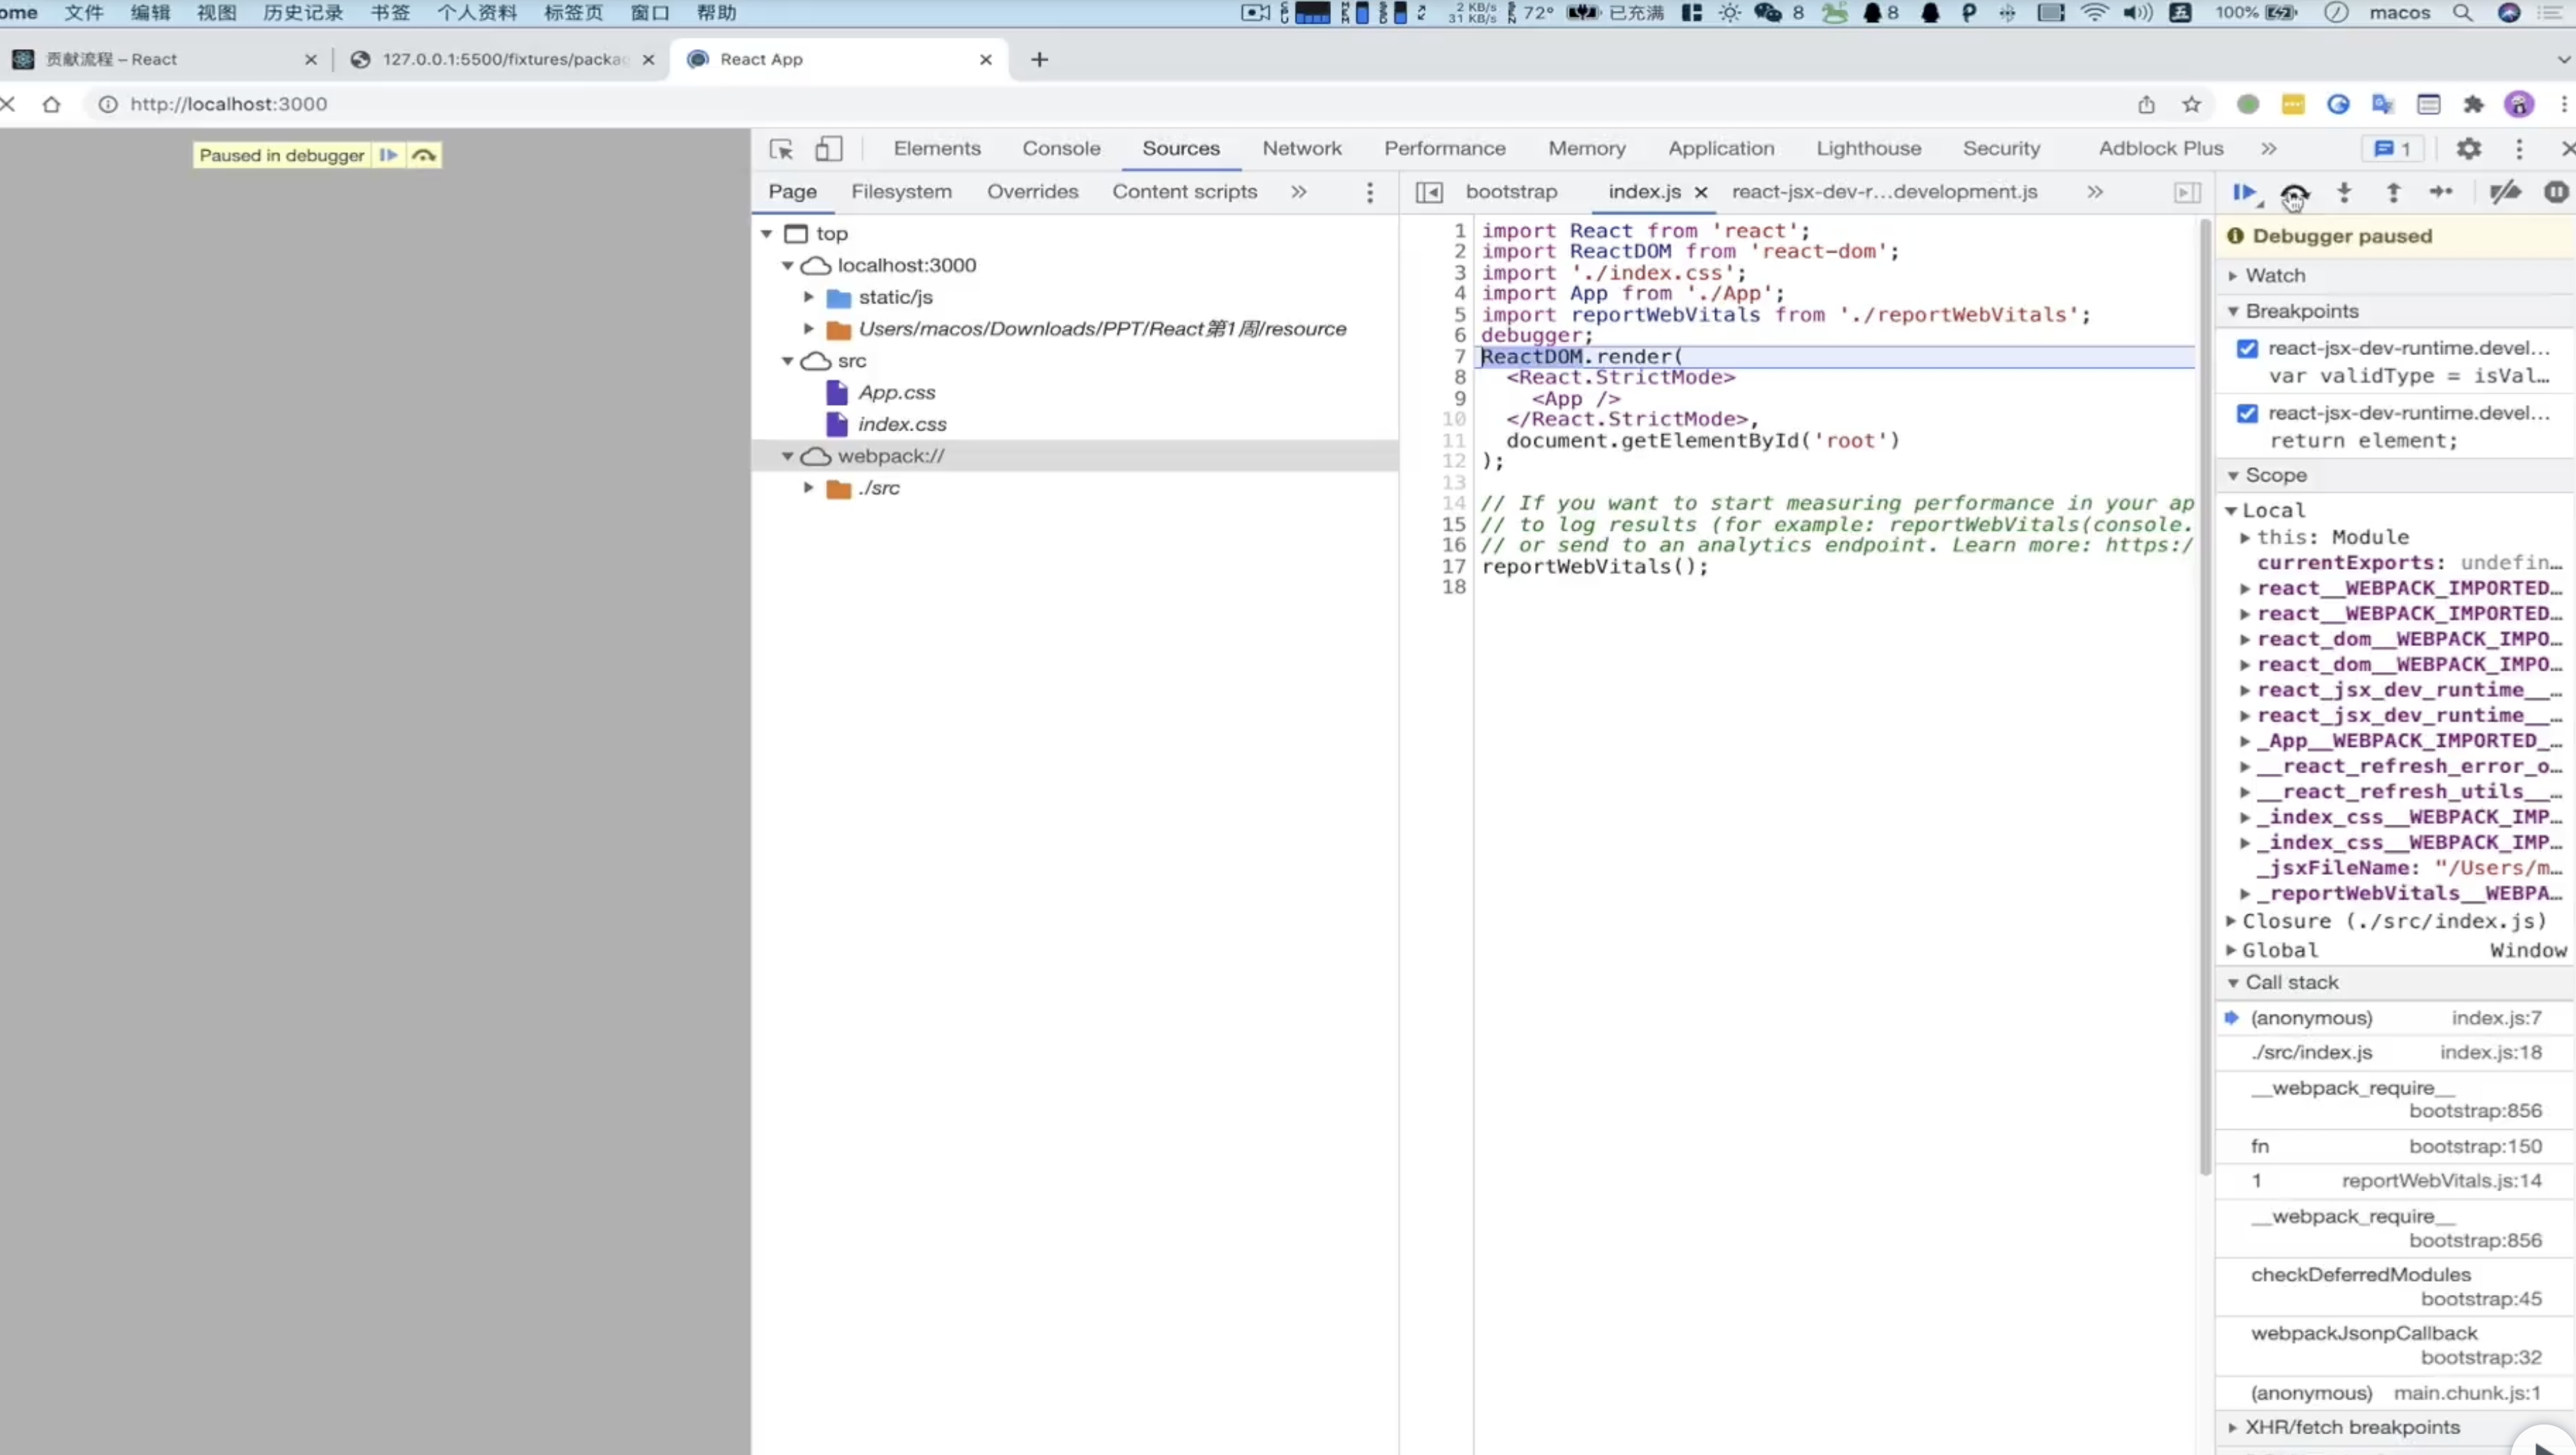 ome 文件 编辑 视图 历史记录 书签 个人资料 标签页 窗口 帮助 2 KB/s 31 KB/s 72° 已充满 8 8 100% macos
贡献流程 – React 127.0.0.1:5500/fixtures/packa React App
http://localhost:3000
Paused in debugger
Elements Console Sources Network Performance Memory Application Lighthouse Security Adblock Plus 1
Page Filesystem Overrides Content scripts
top
localhost:3000
static/js
Users/macos/Downloads/PPT/React第1周/resource
src
App.css
index.css
webpack://
./src
bootstrap index.js react-jsx-dev-r…development.js
1 import React from 'react';
2 import ReactDOM from 'react-dom';
3 import './index.css';
4 import App from './App';
5 import reportWebVitals from './reportWebVitals';
6 debugger;
7 ReactDOM.render(
8 <React.StrictMode>
9 <App />
10 </React.StrictMode>,
11 document.getElementById('root')
12 );
13
14 // If you want to start measuring performance in your ap
15 // to log results (for example: reportWebVitals(console.
16 // or send to an analytics endpoint. Learn more: https:/
17 reportWebVitals();
18
Debugger paused
Watch
Breakpoints
react-jsx-dev-runtime.devel…
var validType = isVal…
react-jsx-dev-runtime.devel…
return element;
Scope
Local
this: Module
currentExports: undefin…
react__WEBPACK_IMPORTED…
react__WEBPACK_IMPORTED…
react_dom__WEBPACK_IMPO…
react_dom__WEBPACK_IMPO…
react_jsx_dev_runtime__…
react_jsx_dev_runtime__…
_App__WEBPACK_IMPORTED_…
__react_refresh_error_o…
__react_refresh_utils__…
_index_css__WEBPACK_IMP…
_index_css__WEBPACK_IMP…
_jsxFileName: "/Users/m…
_reportWebVitals__WEBPA…
Closure (./src/index.js)
Global Window
Call stack
(anonymous) index.js:7
./src/index.js index.js:18
__webpack_require__
bootstrap:856
fn bootstrap:150
1 reportWebVitals.js:14
__webpack_require__
bootstrap:856
checkDeferredModules
bootstrap:45
webpackJsonpCallback
bootstrap:32
(anonymous) main.chunk.js:1
XHR/fetch breakpoints